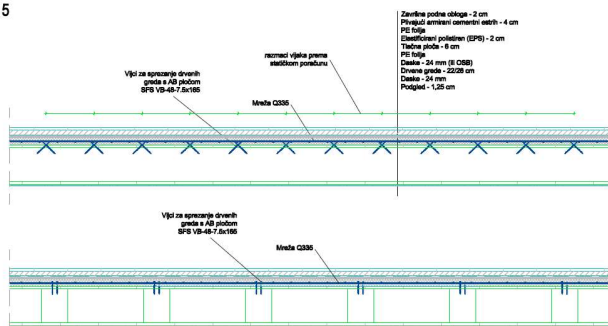 5
Završna podna obloga - 2 cm
Plivajući armirani cementni estrih - 4 cm
PE folija
Elastificirani polistiren (EPS) - 2 cm
Tlačna ploča - 6 cm
PE folija
Daske - 24 mm (ili OSB)
Drvene grede - 22/26 cm
Daske - 24 mm
Podgled - 1,25 cm
razmaci vijaka prema
statičkom poračunu
Vijci za sprezanje drvenih
greda s AB pločom
SFS VB-48-7.5x165
Mreža Q335
Vijci za sprezanje drvenih
greda s AB pločom
SFS VB-48-7.5x165
Mreža Q335